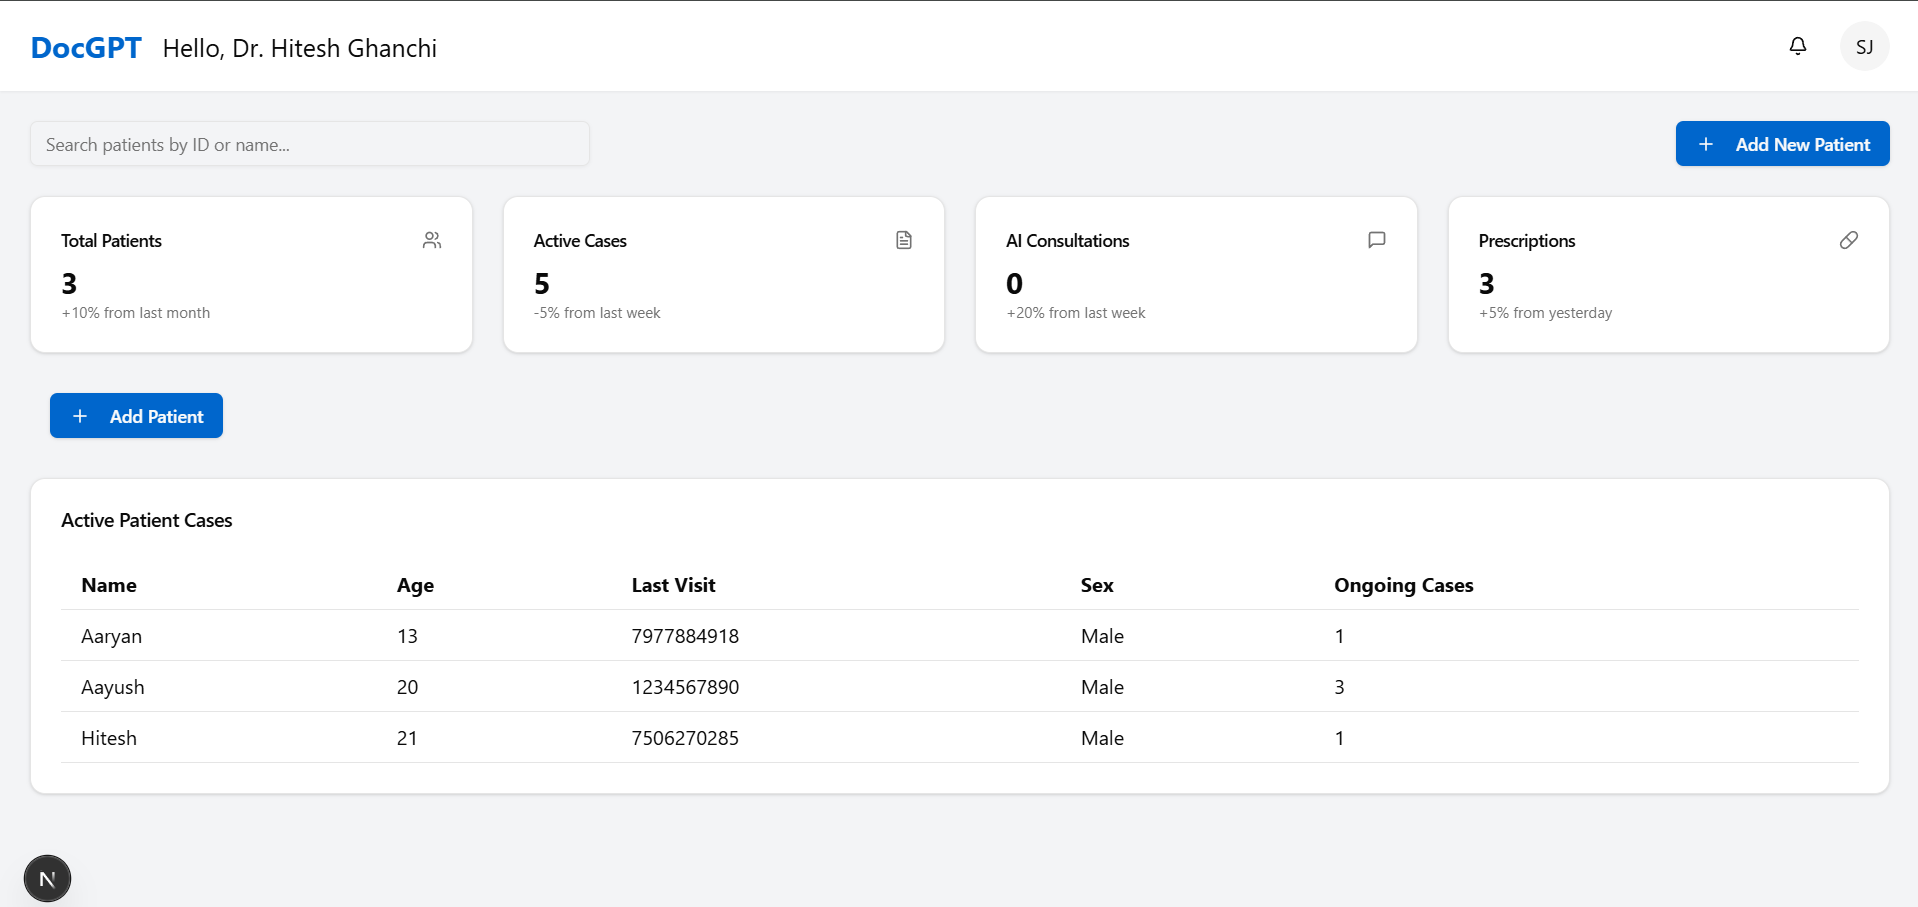 DocGPT Hello, Dr. Hitesh Ghanchi SJ
Search patients by ID or name... + Add New Patient
Total Patients
3
+10% from last month
Active Cases
5
-5% from last week
AI Consultations
0
+20% from last week
Prescriptions
3
+5% from yesterday
+ Add Patient
Active Patient Cases
Name Age Last Visit Sex Ongoing Cases
Aaryan 13 7977884918 Male 1
Aayush 20 1234567890 Male 3
Hitesh 21 7506270285 Male 1
N